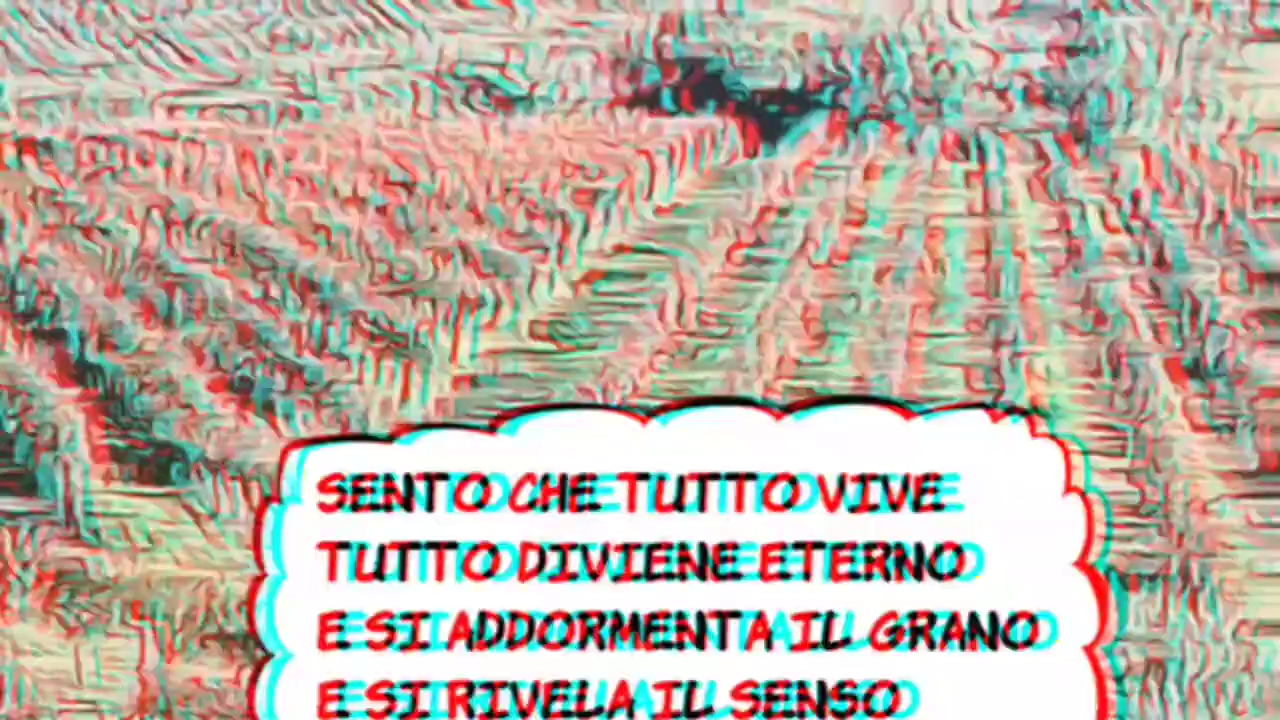 SENTO CHE TUTTO VIVE
TUTTO DIVIENE ETERNO
E SI ADDORMENTA IL GRANO
E SI RIVELA IL SENSO